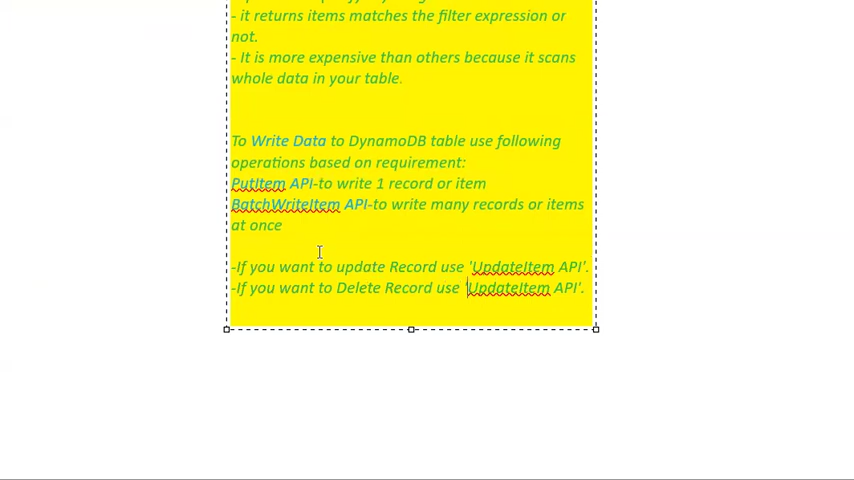 - it returns items matches the filter expression or
not.
- It is more expensive than others because it scans
whole data in your table.
To Write Data to DynamoDB table use following
operations based on requirement:
PutItem API-to write 1 record or item
BatchWriteItem API-to write many records or items
at once
-If you want to update Record use 'UpdateItem API'.
-If you want to Delete Record use 'UpdateItem API'.